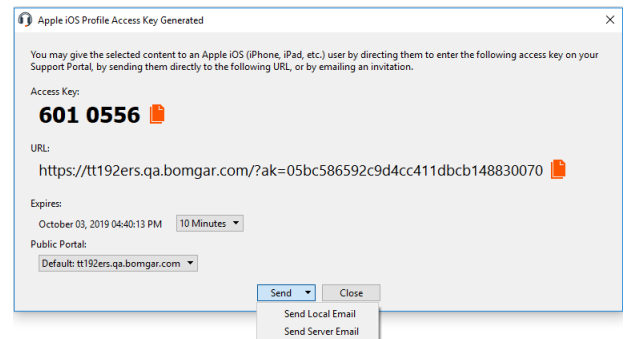 Apple iOS Profile Access Key Generated
You may give the selected content to an Apple iOS (iPhone, iPad, etc.) user by directing them to enter the following access key on your
Support Portal, by sending them directly to the following URL, or by emailing an invitation.
Access Key:
601 0556
URL:
https://tt192ers.qa.bomgar.com/?ak=05bc586592c9d4cc411dbcb148830070
Expires:
October 03, 2019 04:40:13 PM 10 Minutes
Public Portal:
Default: tt192ers.qa.bomgar.com
Send Close
Send Local Email
Send Server Email